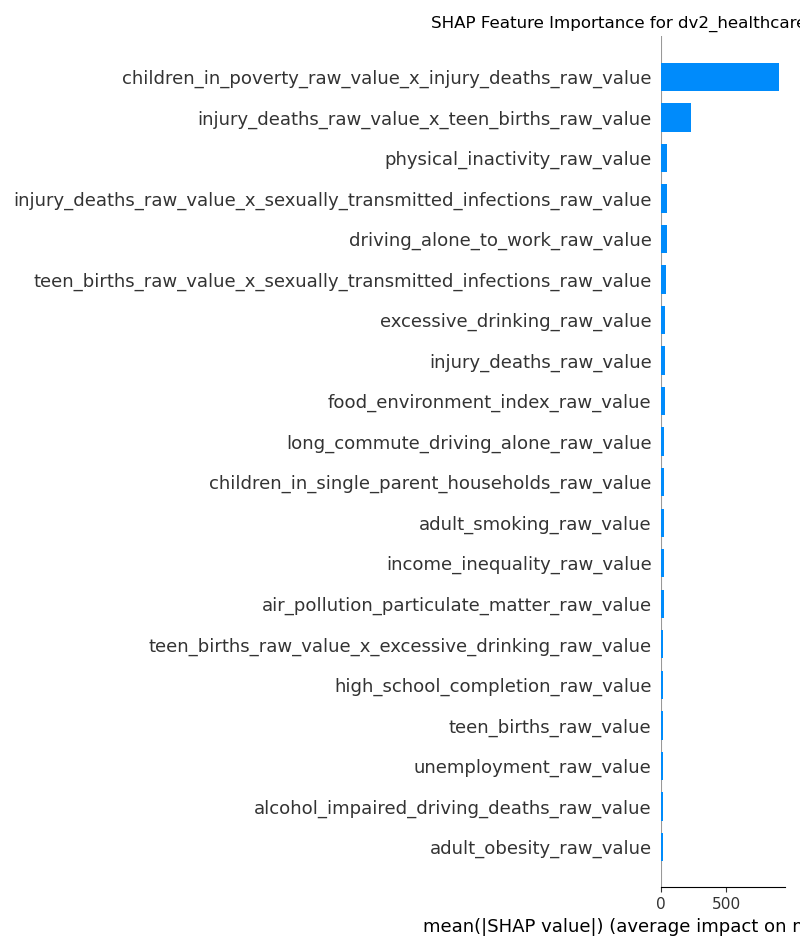 SHAP Feature Importance for dv2_healthcare
children_in_poverty_raw_value_x_injury_deaths_raw_value
injury_deaths_raw_value_x_teen_births_raw_value
physical_inactivity_raw_value
injury_deaths_raw_value_x_sexually_transmitted_infections_raw_value
driving_alone_to_work_raw_value
teen_births_raw_value_x_sexually_transmitted_infections_raw_value
excessive_drinking_raw_value
injury_deaths_raw_value
food_environment_index_raw_value
long_commute_driving_alone_raw_value
children_in_single_parent_households_raw_value
adult_smoking_raw_value
income_inequality_raw_value
air_pollution_particulate_matter_raw_value
teen_births_raw_value_x_excessive_drinking_raw_value
high_school_completion_raw_value
teen_births_raw_value
unemployment_raw_value
alcohol_impaired_driving_deaths_raw_value
adult_obesity_raw_value
0 500
mean(|SHAP value|) (average impact on